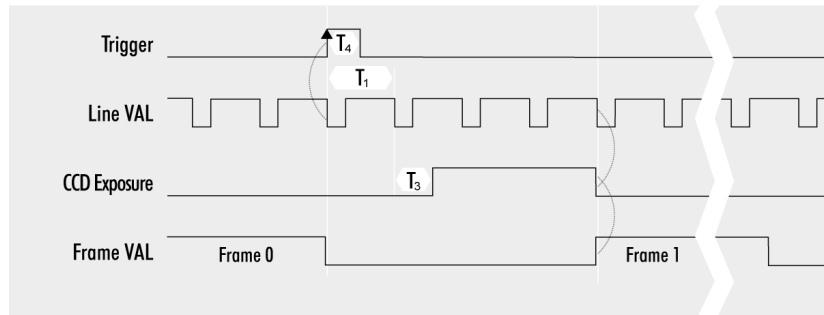 Trigger
T4
T1
Line VAL
CCD Exposure
T3
Frame VAL
Frame 0
Frame 1